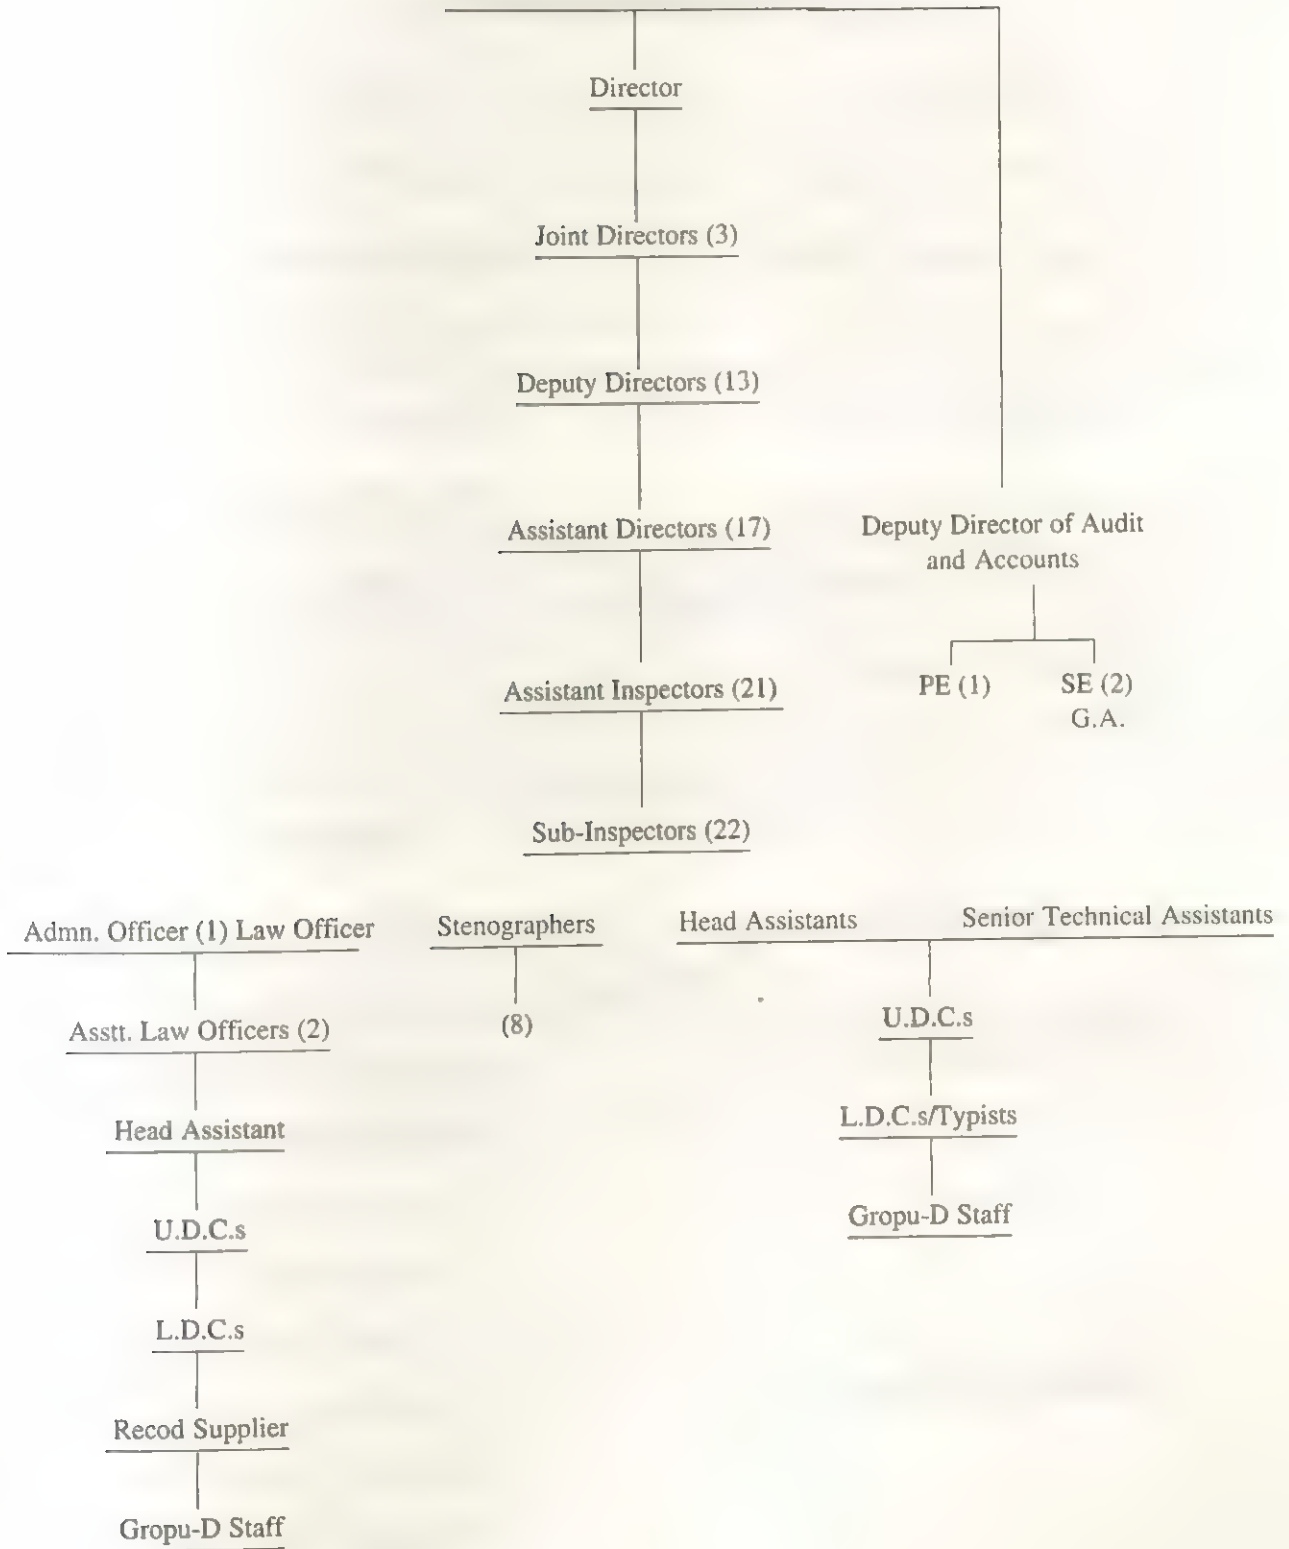 Director
Joint Directors (3)
Deputy Directors (13)
Assistant Directors (17)
Deputy Director of Audit
and Accounts
Assistant Inspectors (21)
PE (1) SE (2)
G.A.
Sub-Inspectors (22)
Admn. Officer (1) Law Officer
Asstt. Law Officers (2)
Head Assistant
U.D.C.s
L.D.C.s
Recod Supplier
Gropu-D Staff
Stenographers
(8)
Head Assistants Senior Technical Assistants
U.D.C.s
L.D.C.s/Typists
Gropu-D Staff